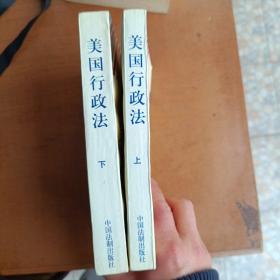 美国行政法
下
中国法制出版社
美国行政法
上
中国法制出版社